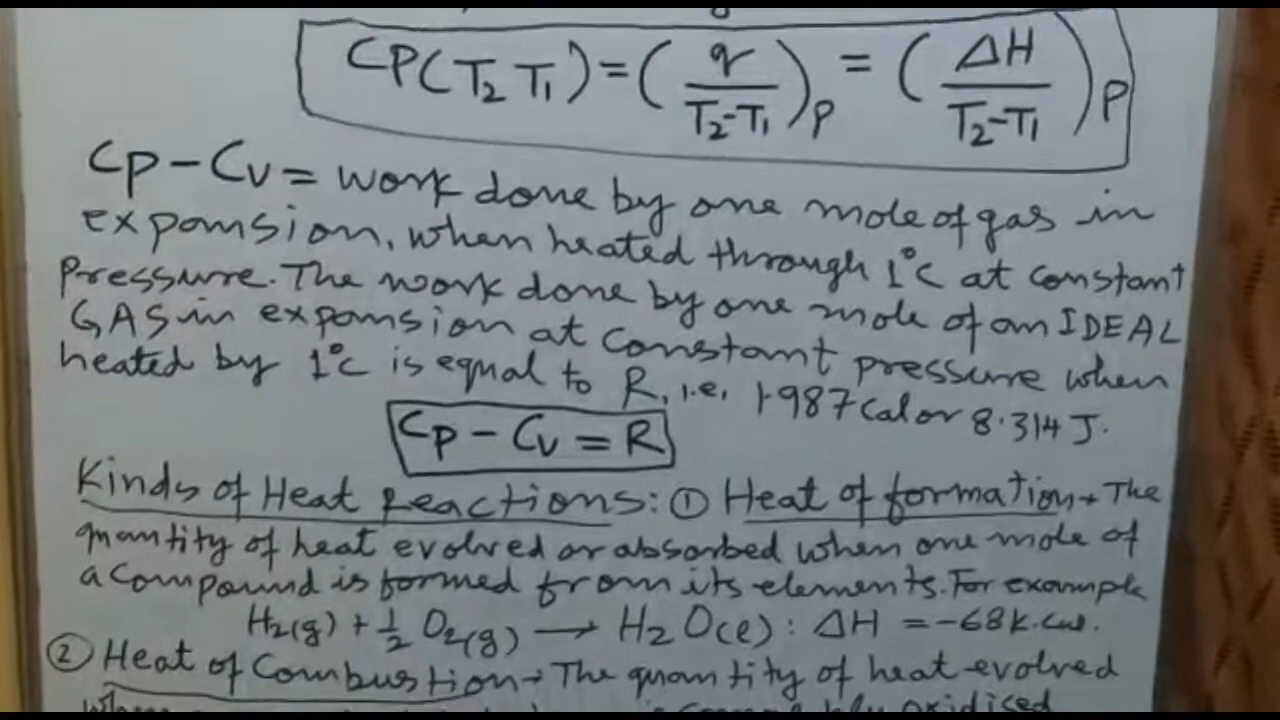 CP(T₂ T₁) = (q / T₂-T₁)p = (ΔH / T₂-T₁)p
Cp - Cv = work done by one mole of gas in
expansion, when heated through 1°C at constant
Pressure. The work done by one mole of an IDEAL
GAS in expansion at constant pressure when
heated by 1°C is equal to R, i.e, 1.987 Cal or 8.314 J.
Cp - Cv = R
Kinds of Heat Reactions: ① Heat of formation → The
quantity of heat evolved or absorbed when one mole of
a compound is formed from its elements. For example
H₂(g) + ½ O₂(g) → H₂O(l) : ΔH = -68 K.Cal.
② Heat of Combustion → The quantity of heat evolved
oxidised